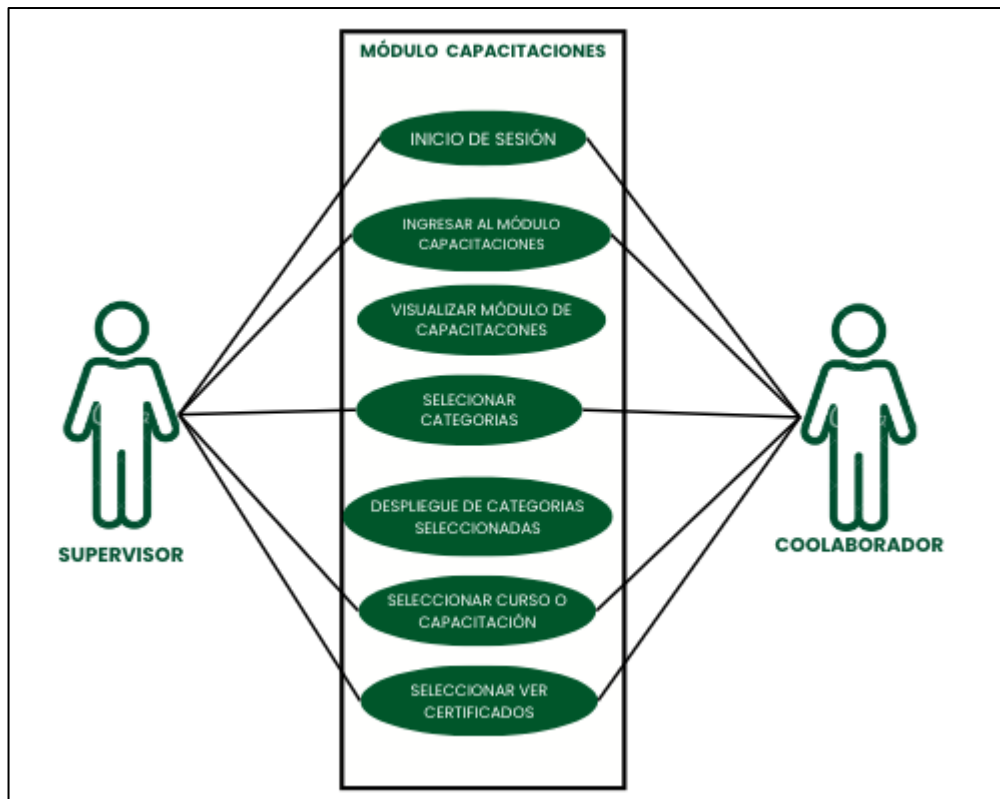 MÓDULO CAPACITACIONES
INICIO DE SESIÓN
INGRESAR AL MÓDULO
CAPACITACIONES
VISUALIZAR MÓDULO DE
CAPACITACONES
SELECIONAR
CATEGORIAS
DESPLIEGUE DE CATEGORIAS
SELECCIONADAS
SELECCIONAR CURSO O
CAPACITACIÓN
SELECCIONAR VER
CERTIFICADOS
SUPERVISOR
COOLABORADOR